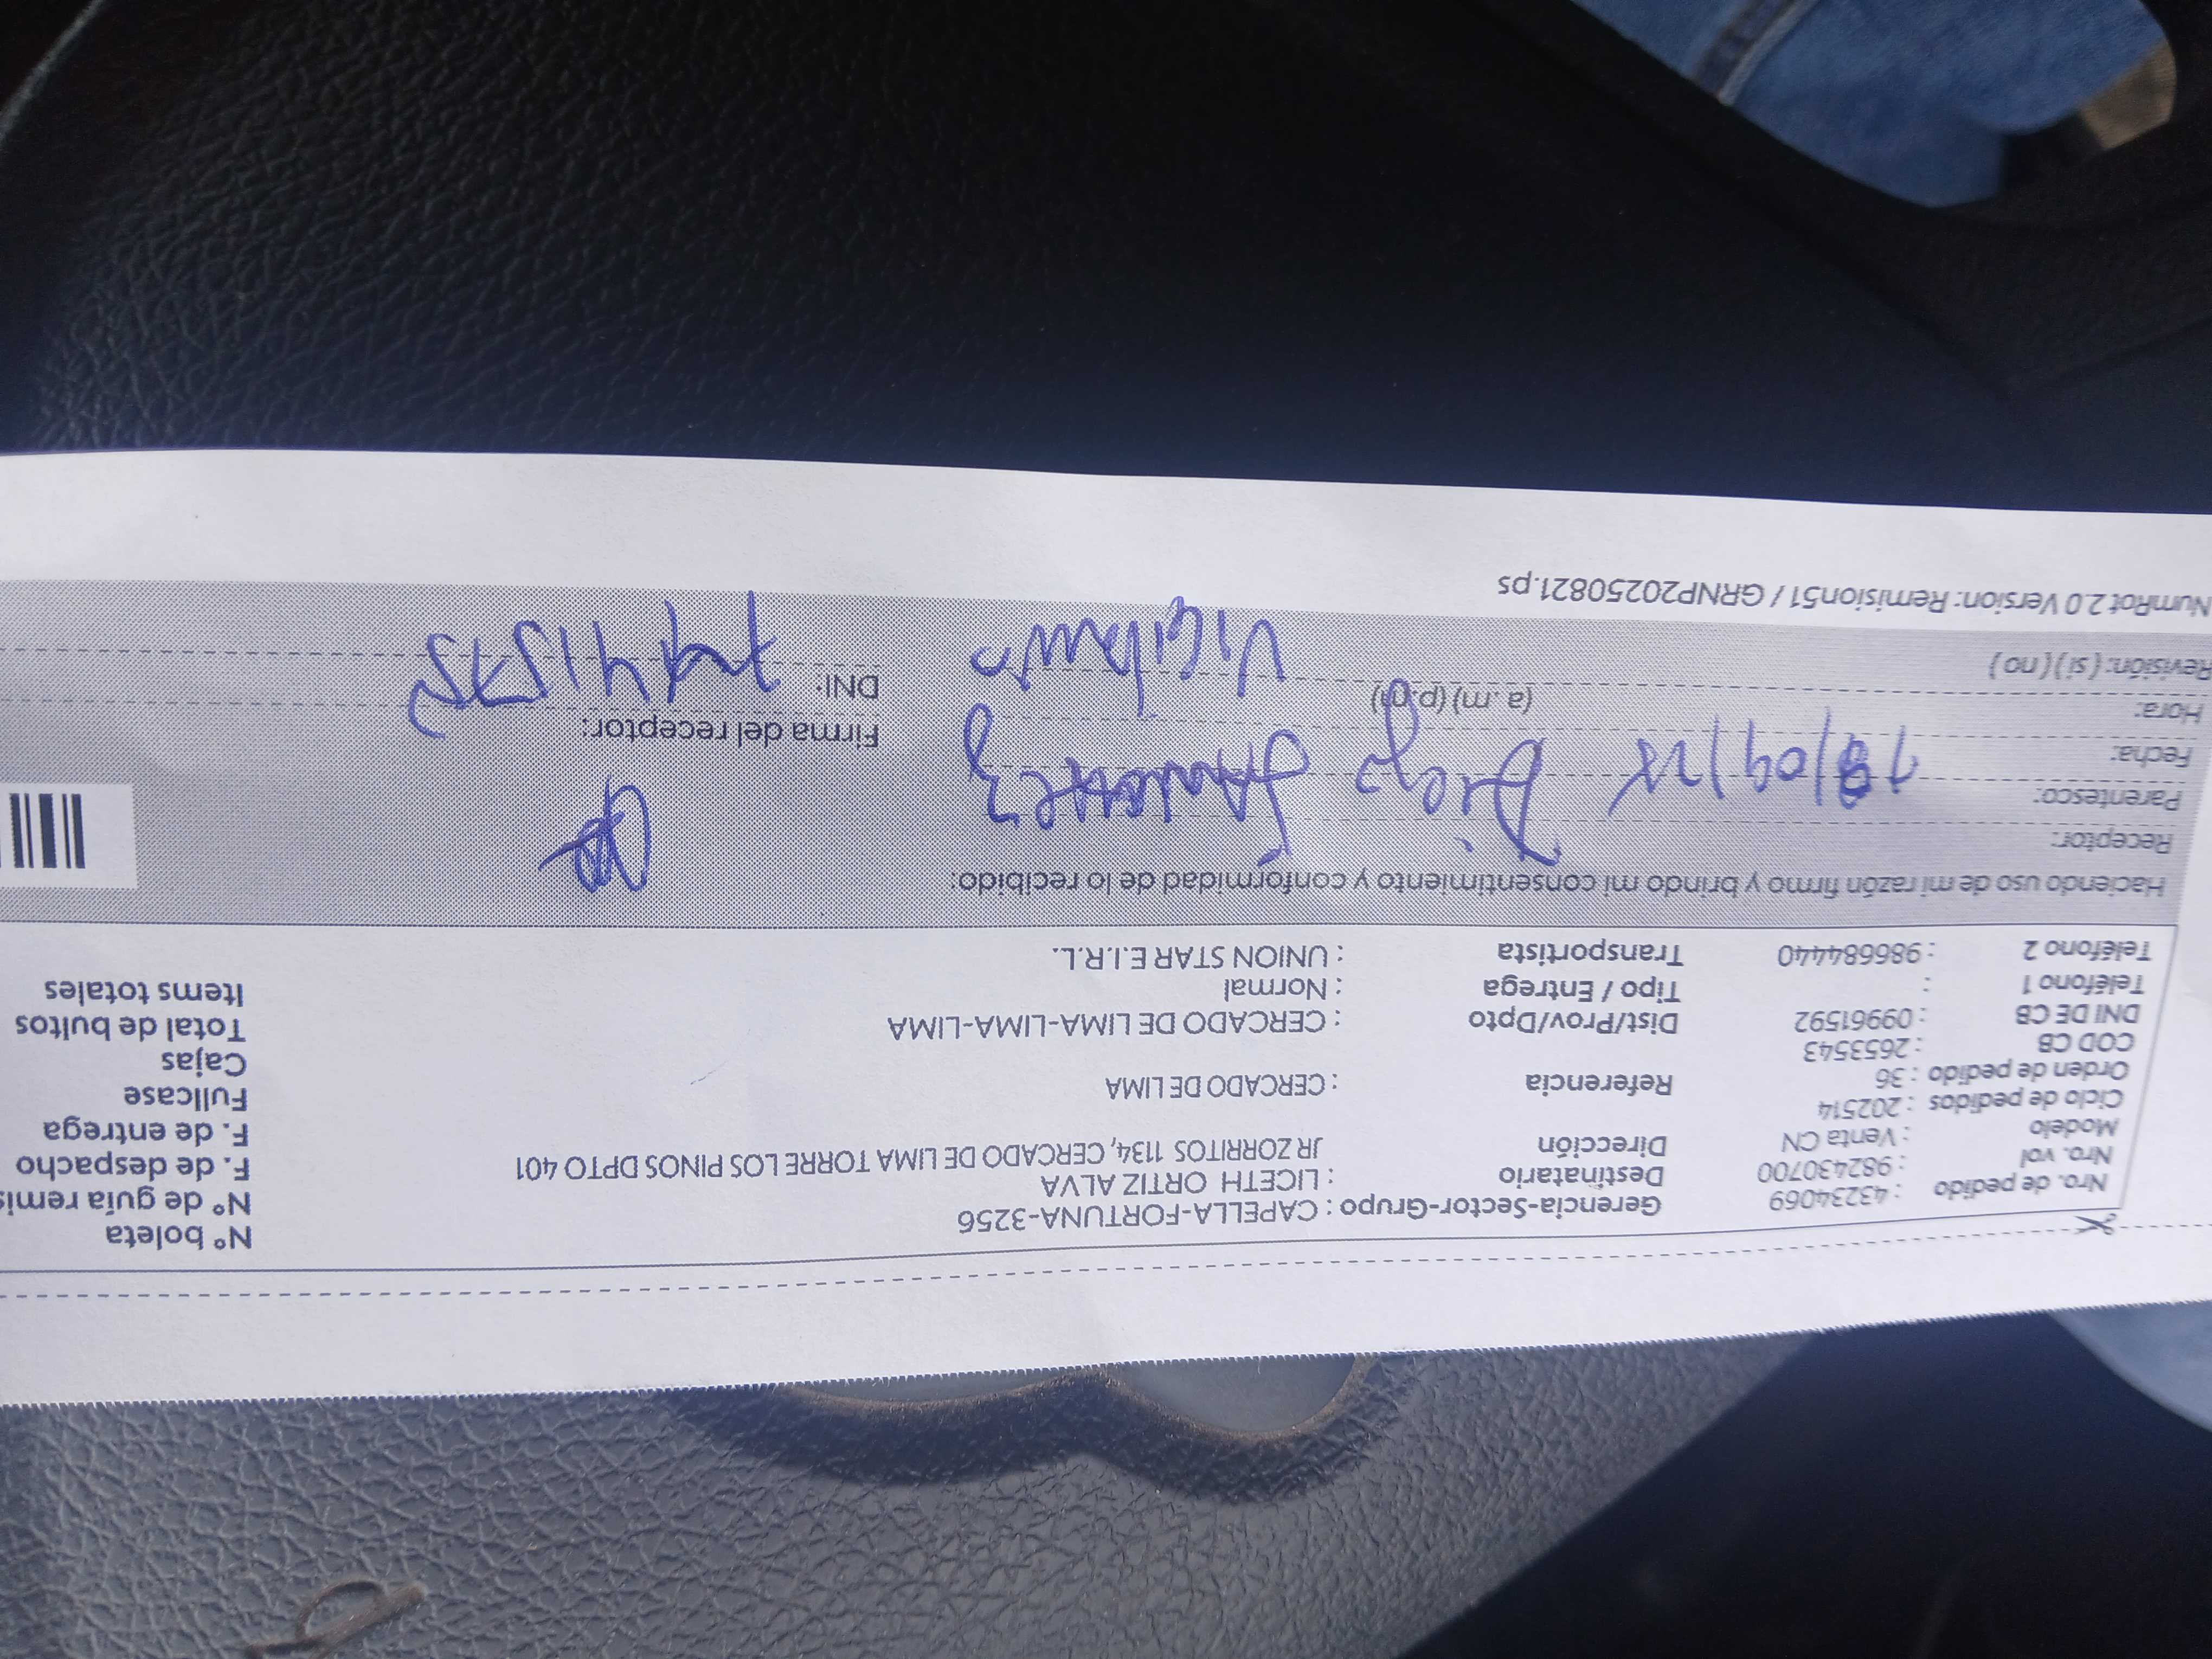 Nro. de pedido : 43234069 Gerencia-Sector-Grupo : CAPELLA-FORTUNA-3256 Nº boleta
Nro. vol : 982430700 Destinatario : LICETH ORTIZ ALVA Nº de guía remis
Modelo : Venta CN Dirección JR ZORRITOS 1134, CERCADO DE LIMA TORRE LOS PINOS DPTO 401 F. de despacho
Ciclo de pedidos : 202514 F. de entrega
Orden de pedido : 36 Referencia : CERCADO DE LIMA Fullcase
COD CB : 2653543 Cajas
DNI DE CB : 09961592 Dist/Prov/Dpto : CERCADO DE LIMA-LIMA-LIMA Total de bultos
Teléfono 1 : Tipo / Entrega : Normal Items totales
Teléfono 2 : 986684440 Transportista : UNION STAR E.I.R.L.
Haciendo uso de mi razón firmo y brindo mi consentimiento y conformidad de lo recibido:
Receptor:
Parentesco:
Fecha: /09/25 Diego
Hora: (a.m) (p.m) Firma del receptor:
Revisión: (si) (no) DNI:
NumRot 2.0 Version: Remision51 / GRNP20250821.ps